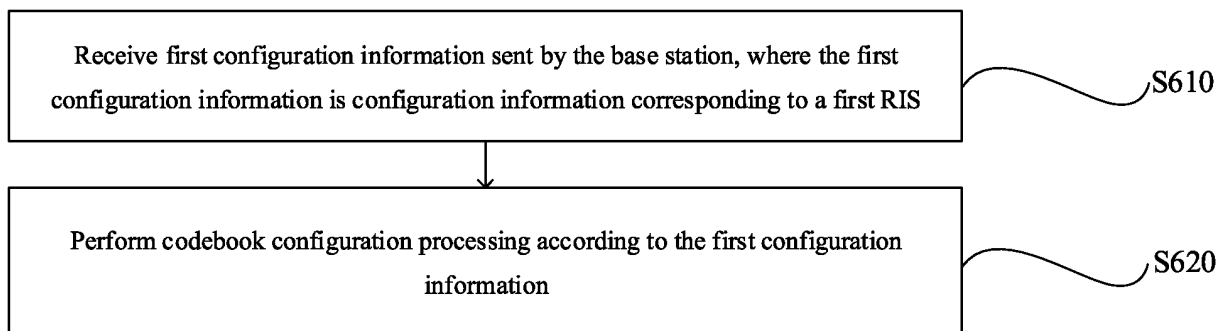 Receive first configuration information sent by the base station, where the first
configuration information is configuration information corresponding to a first RIS
S610
Perform codebook configuration processing according to the first configuration
information
S620